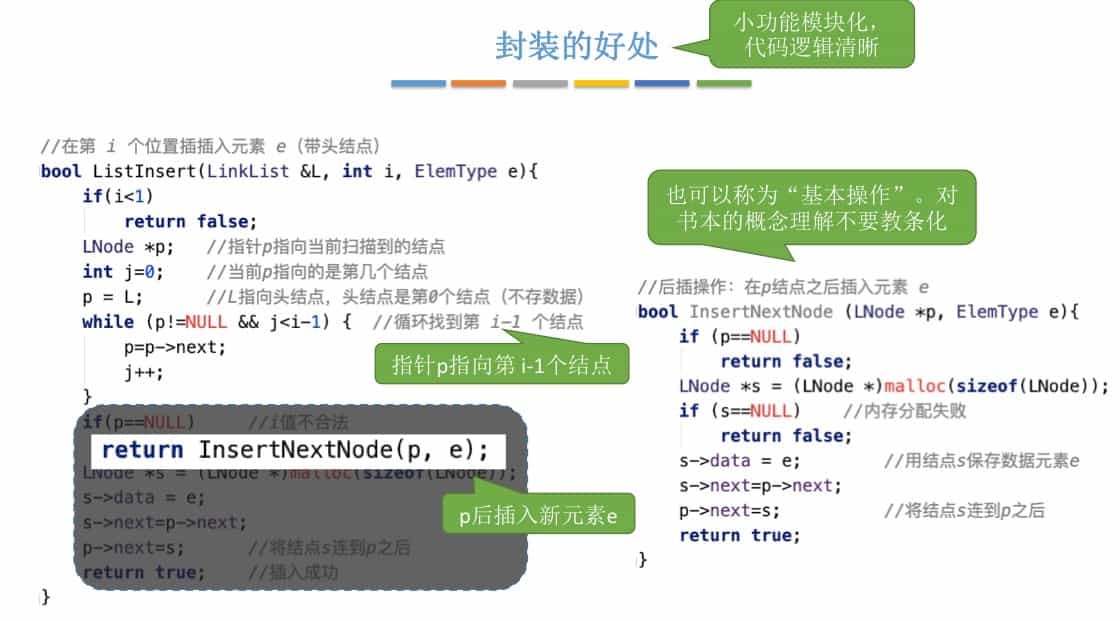 封装的好处
小功能模块化，
代码逻辑清晰
//在第 i 个位置插插入元素 e（带头结点）
bool ListInsert(LinkList &L, int i, ElemType e){
if(i<1)
return false;
LNode *p; //指针p指向当前扫描到的结点
int j=0; //当前p指向的是第几个结点
p = L; //L指向头结点，头结点是第0个结点（不存数据）
while (p!=NULL && j<i-1) { //循环找到第 i-1 个结点
p=p->next;
j++;
}
指针p指向第 i-1个结点
if(p==NULL) //i值不合法
return InsertNextNode(p, e);
LNode *s = (LNode *)malloc(sizeof(LNode));
s->data = e;
s->next=p->next;
p->next=s; //将结点s连到p之后
return true; //插入成功
}
p后插入新元素e
也可以称为“基本操作”。对
书本的概念理解不要教条化
//后插操作：在p结点之后插入元素 e
bool InsertNextNode (LNode *p, ElemType e){
if (p==NULL)
return false;
LNode *s = (LNode *)malloc(sizeof(LNode));
if (s==NULL) //内存分配失败
return false;
s->data = e; //用结点s保存数据元素e
s->next=p->next;
p->next=s; //将结点s连到p之后
return true;
}